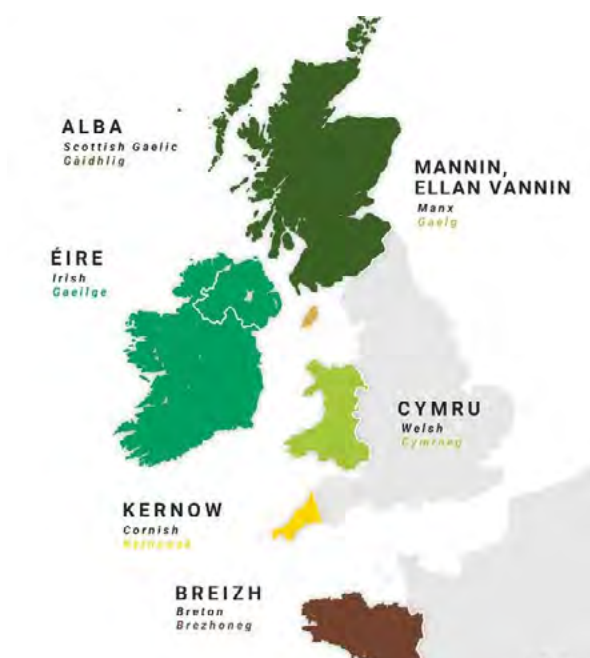 ALBA
Scottish Gaelic
Gàidhlig
MANNIN,
ELLAN VANNIN
Manx
Gaelg
ÉIRE
Irish
Gaeilge
CYMRU
Welsh
Cymraeg
KERNOW
Cornish
Kernowek
BREIZH
Breton
Brezhoneg